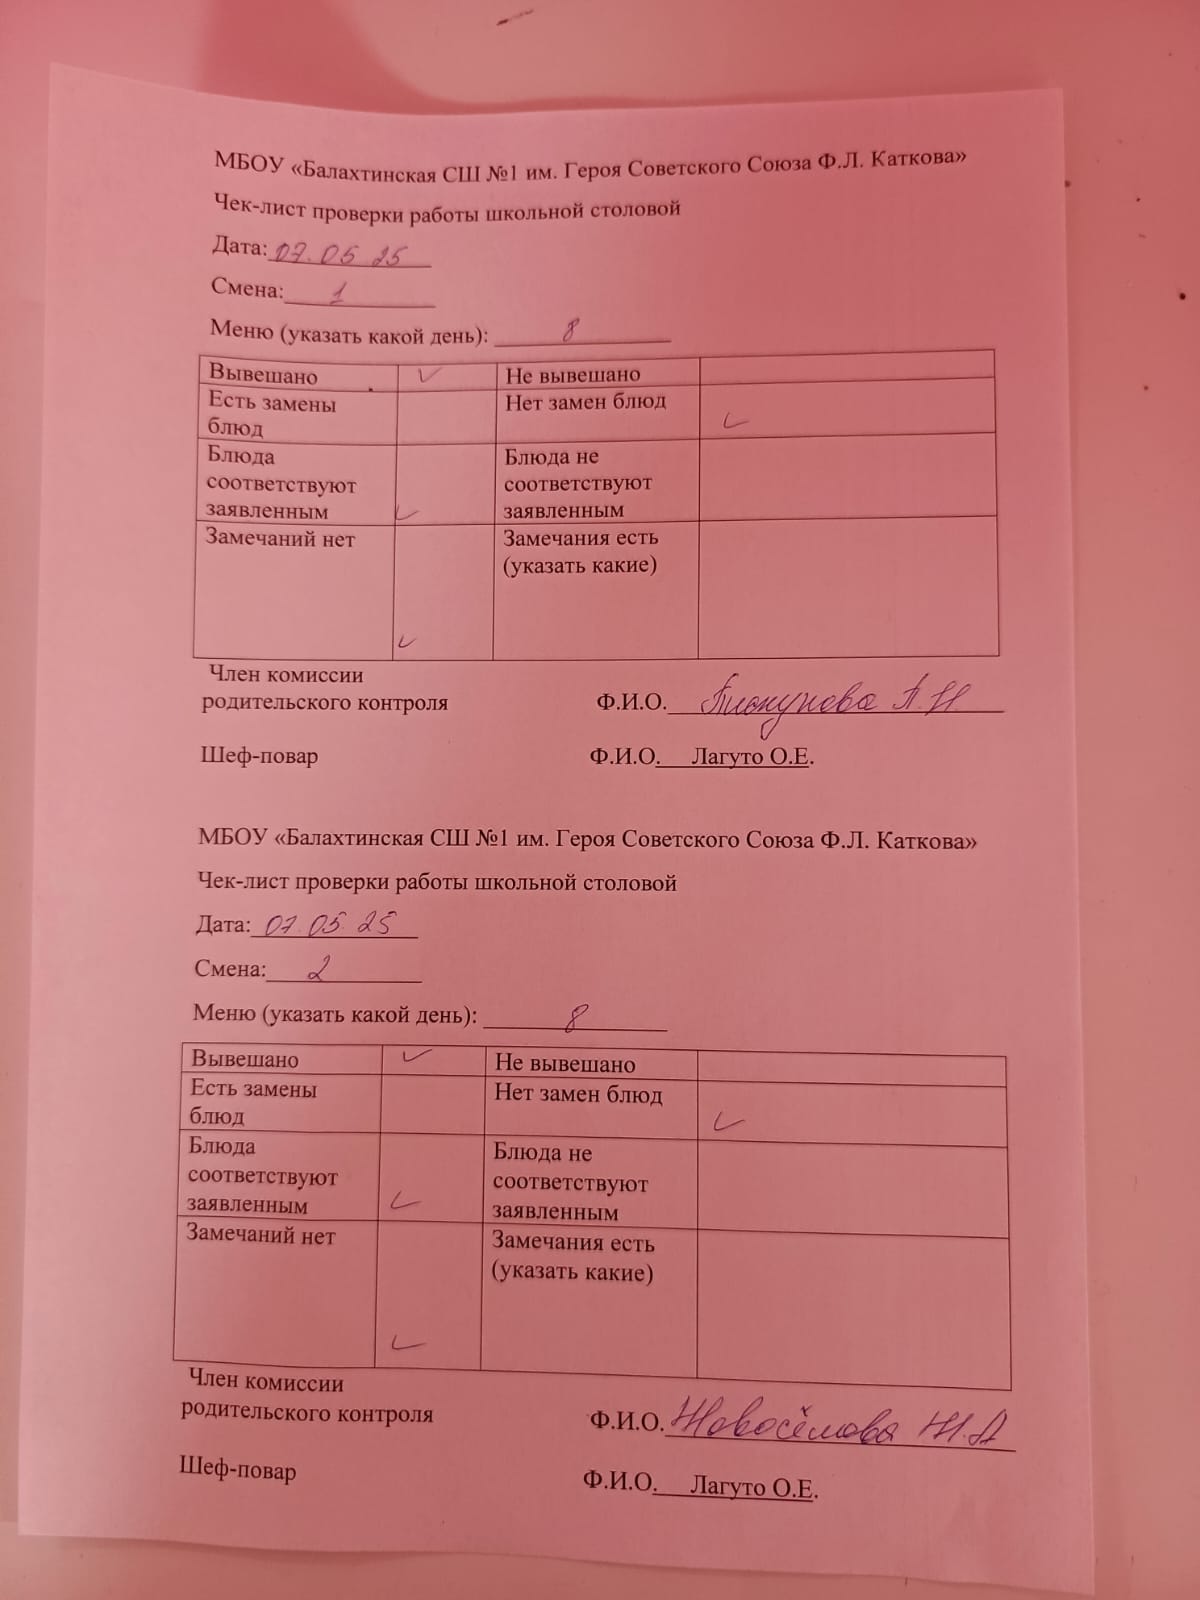 МБОУ «Балахтинская СШ №1 им. Героя Советского Союза Ф.Л. Каткова»
Чек-лист проверки работы школьной столовой
Дата: 07.05 25
Смена: 1
Меню (указать какой день): 8
Вывешано ✓ Не вывешано
Есть замены Нет замен блюд ✓
блюд
Блюда Блюда не
соответствуют соответствуют
заявленным ✓ заявленным
Замечаний нет ✓ Замечания есть
(указать какие)
Член комиссии
родительского контроля Ф.И.О.
Шеф-повар Ф.И.О. Лагуто О.Е.
МБОУ «Балахтинская СШ №1 им. Героя Советского Союза Ф.Л. Каткова»
Чек-лист проверки работы школьной столовой
Дата: 07.05.25
Смена: 2
Меню (указать какой день): 8
Вывешано ✓ Не вывешано
Есть замены Нет замен блюд ✓
блюд
Блюда Блюда не
соответствуют соответствуют
заявленным ✓ заявленным
Замечаний нет ✓ Замечания есть
(указать какие)
Член комиссии
родительского контроля Ф.И.О. Новосёлова
Шеф-повар Ф.И.О. Лагуто О.Е.